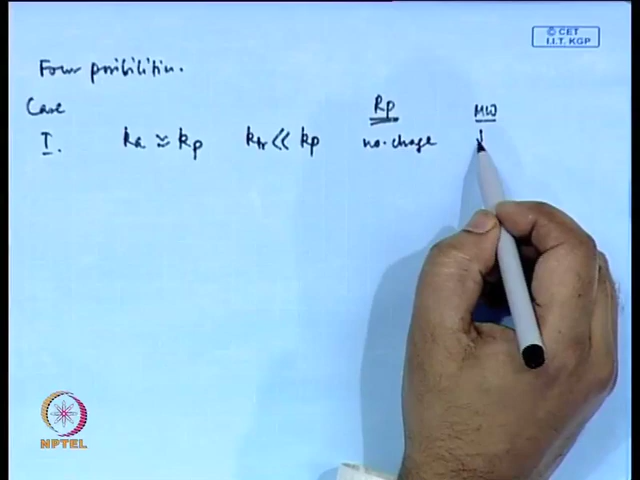 © CET
I.I.T. KGP
Four possibilities.
Case
Rp MW
I. ka ≈ kp ktr << kp no. change ↓
NPTEL